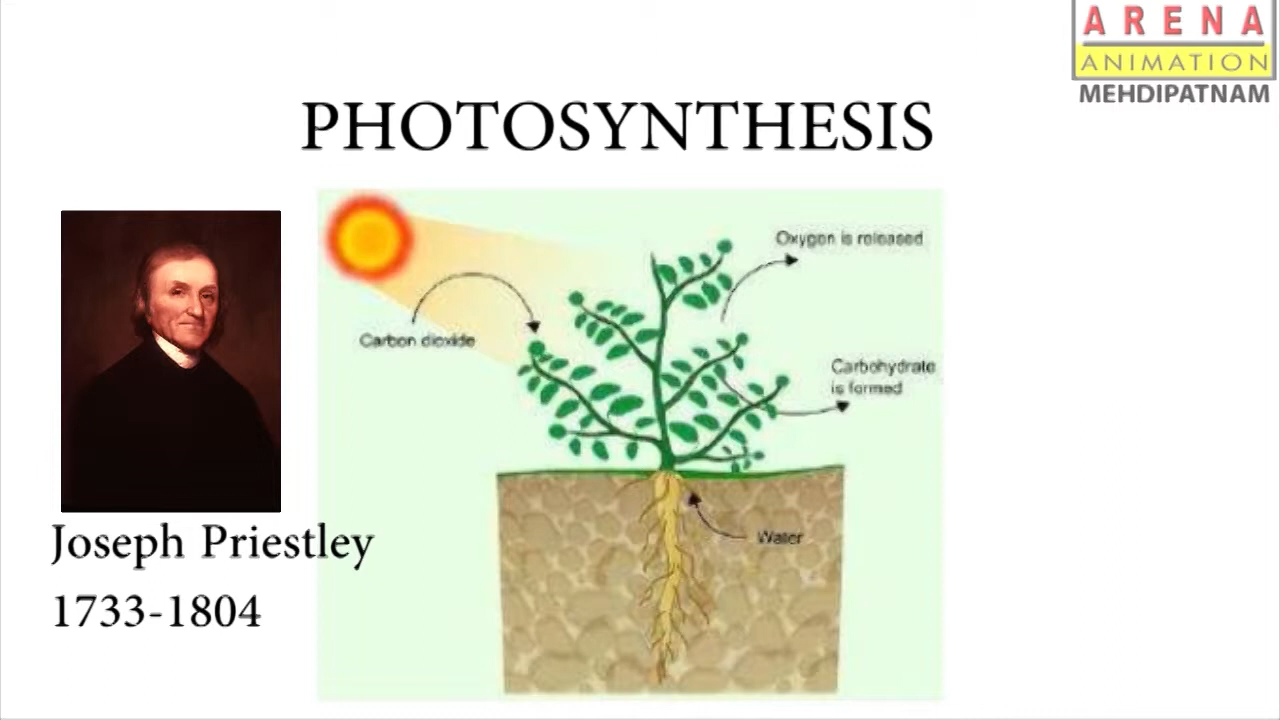 ARENA
ANIMATION
MEHDIPATNAM
PHOTOSYNTHESIS
Oxygen is released
Carbon dioxide
Carbohydrate
is formed
Water
Joseph Priestley
1733-1804